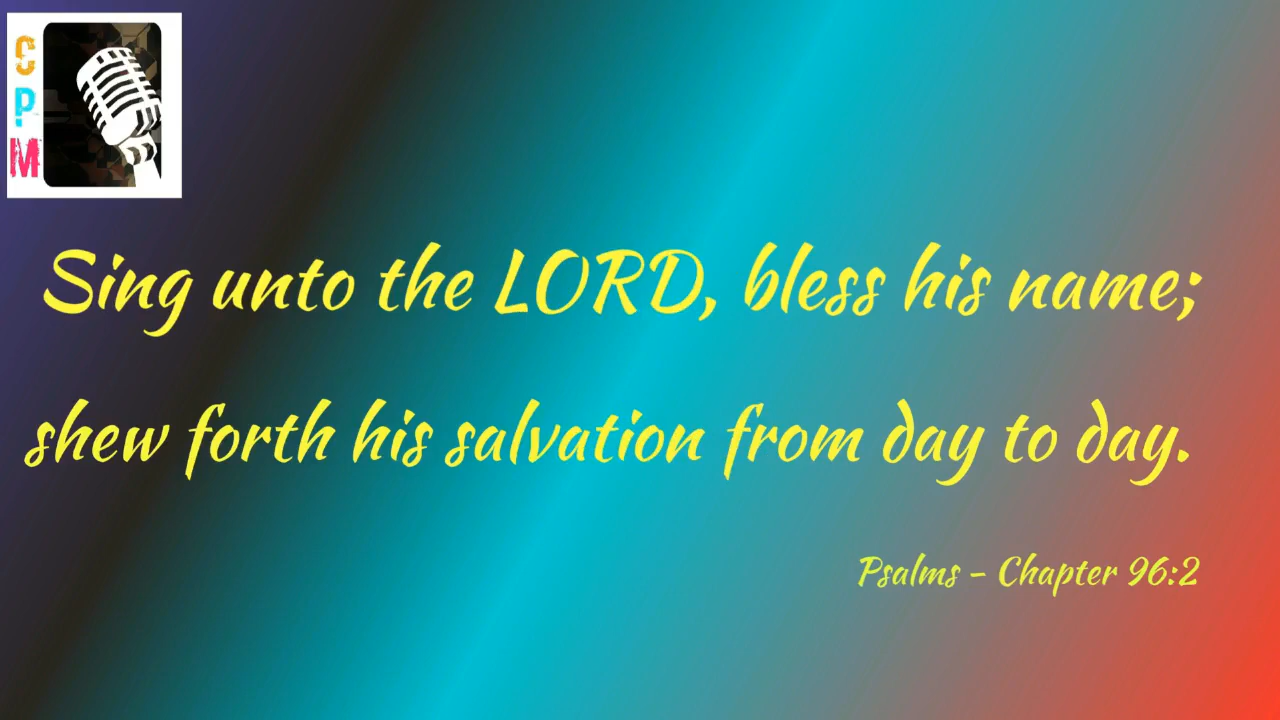 C
P
M
Sing unto the LORD, bless his name;
shew forth his salvation from day to day.
Psalms - Chapter 96:2